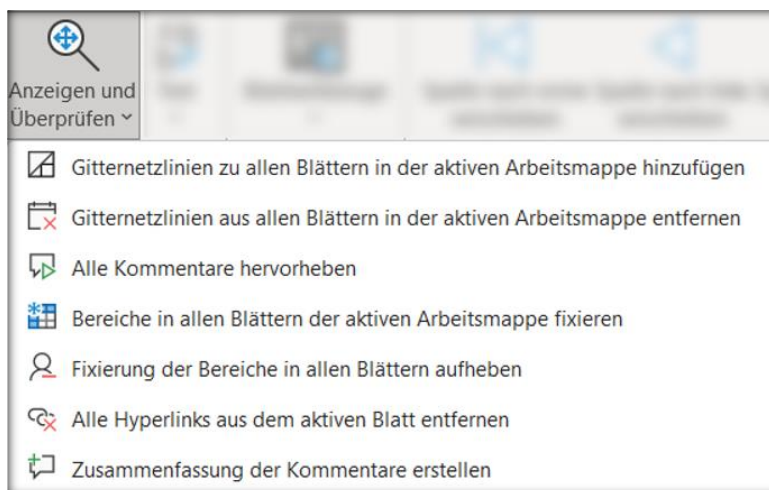 Anzeigen und
Überprüfen
Gitternetzlinien zu allen Blättern in der aktiven Arbeitsmappe hinzufügen
Gitternetzlinien aus allen Blättern in der aktiven Arbeitsmappe entfernen
Alle Kommentare hervorheben
Bereiche in allen Blättern der aktiven Arbeitsmappe fixieren
Fixierung der Bereiche in allen Blättern aufheben
Alle Hyperlinks aus dem aktiven Blatt entfernen
Zusammenfassung der Kommentare erstellen